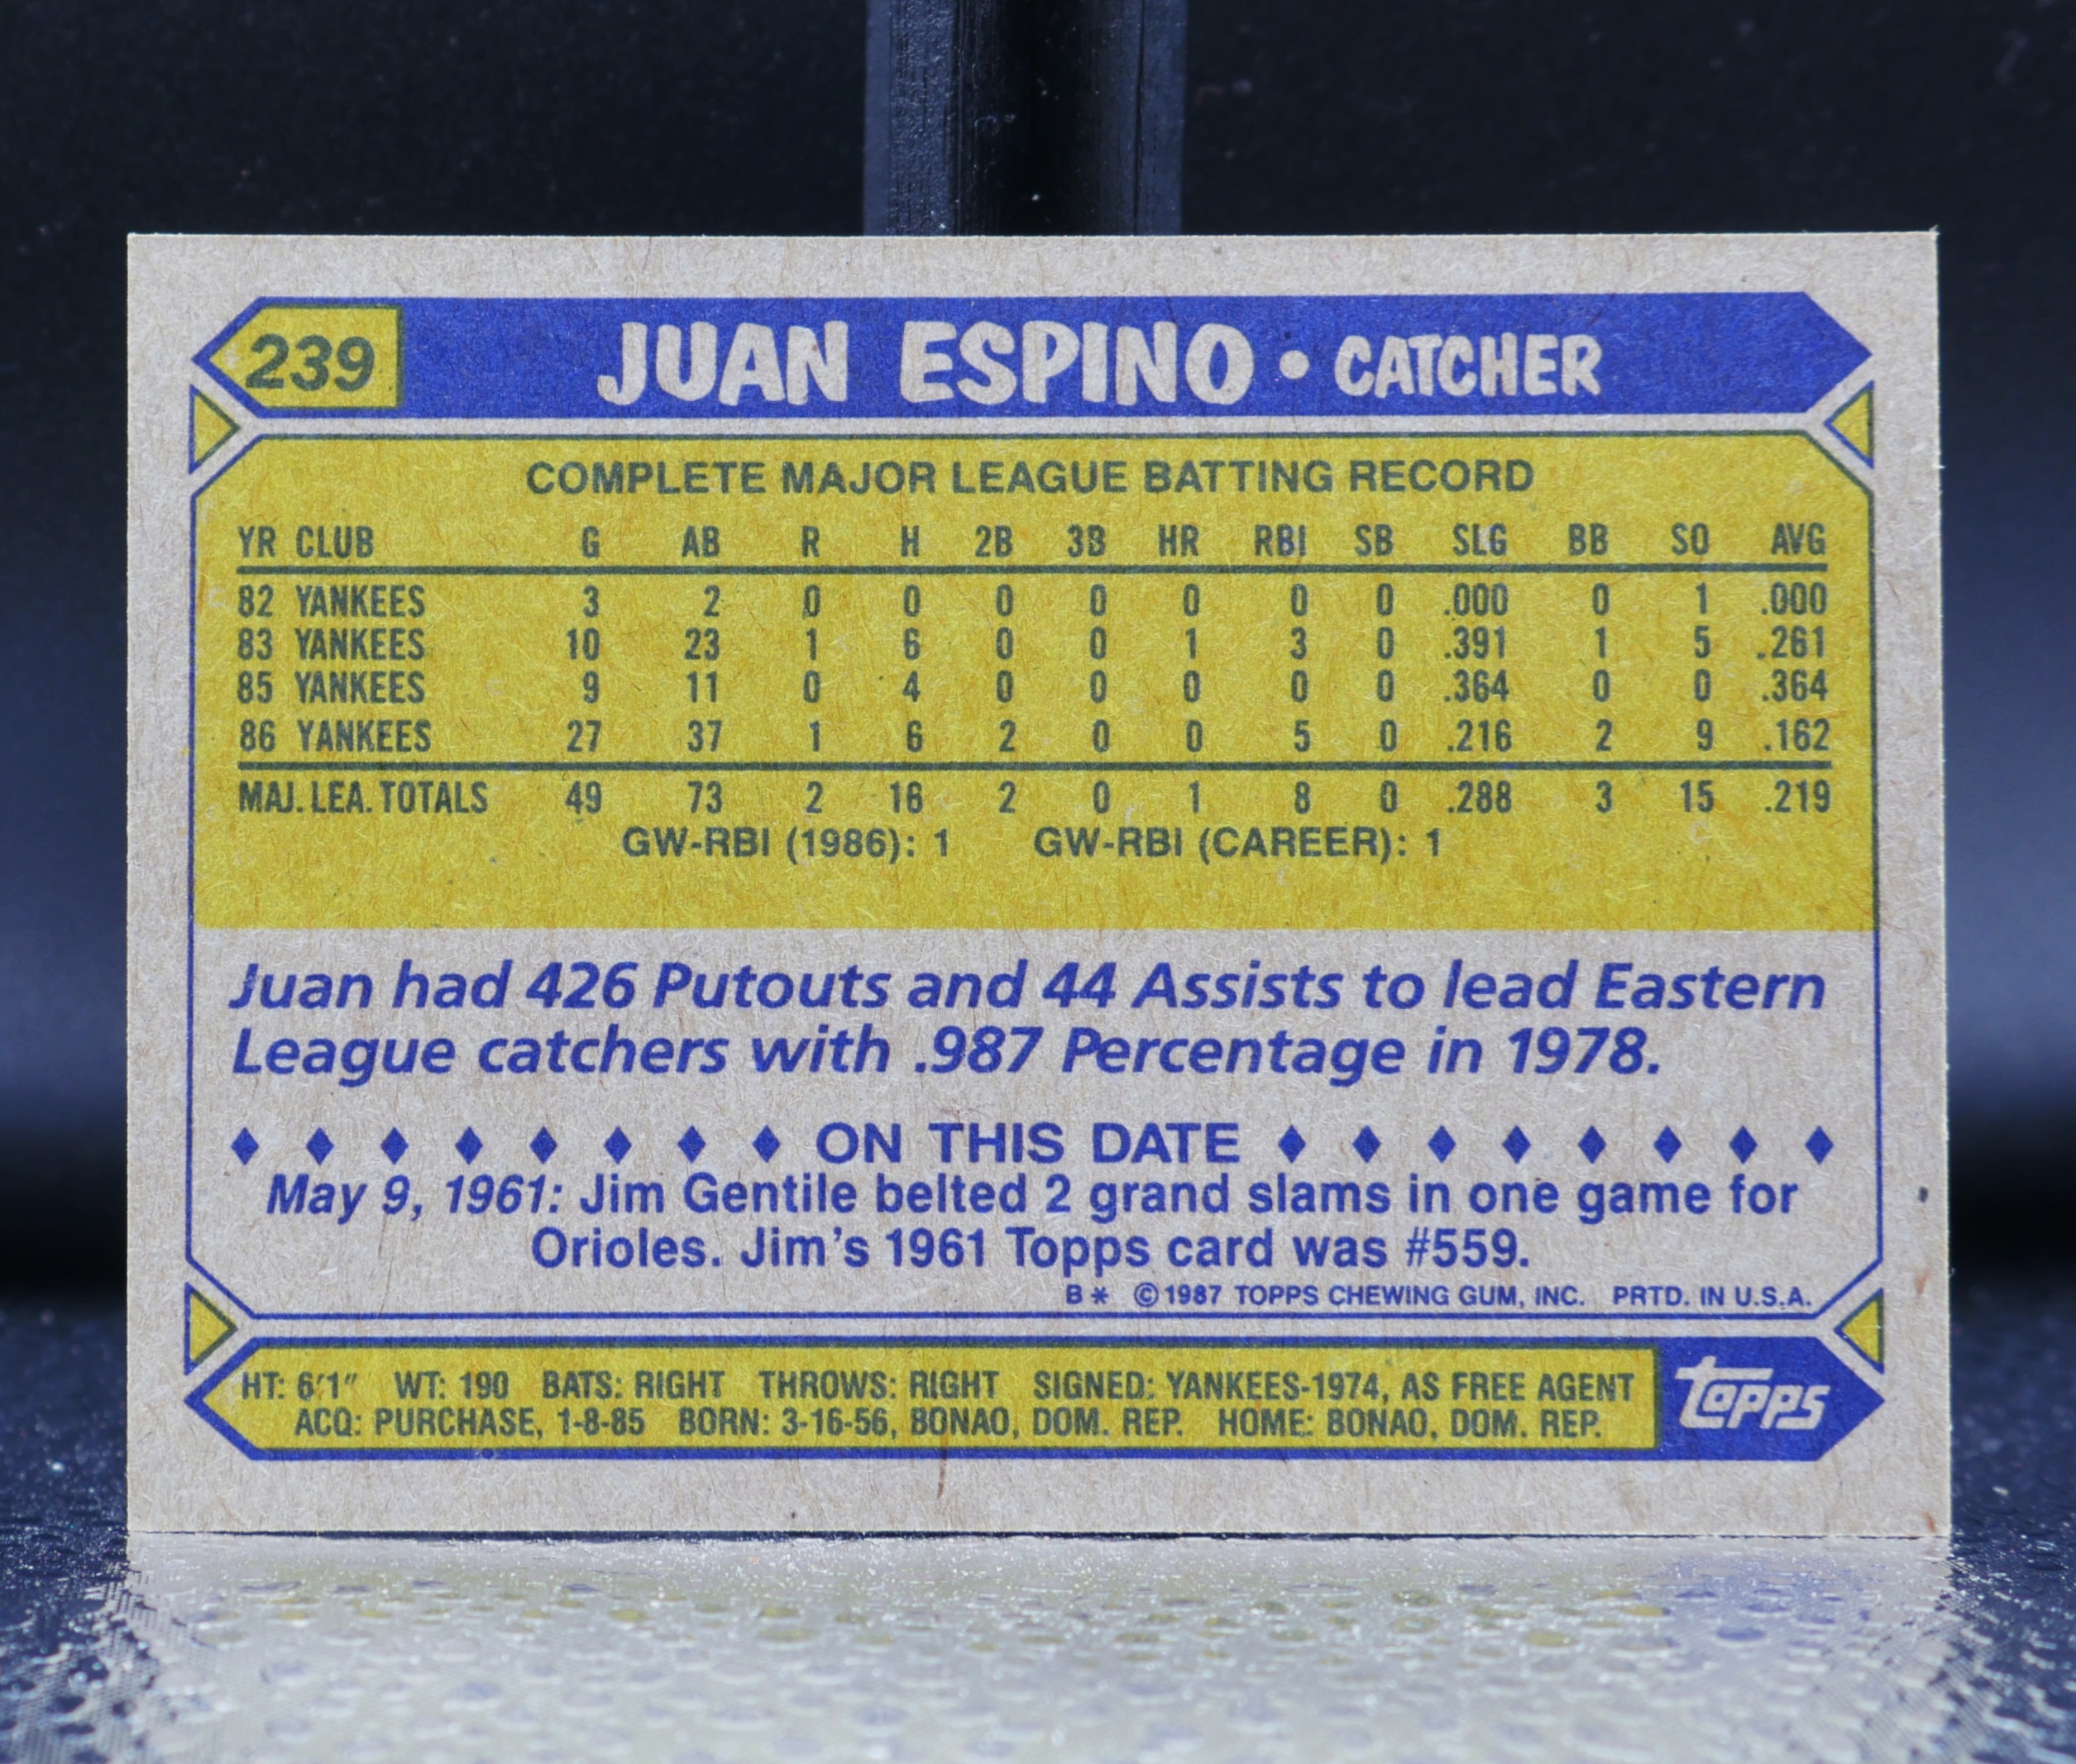 239 JUAN ESPINO • CATCHER
COMPLETE MAJOR LEAGUE BATTING RECORD
YR CLUB G AB R H 2B 3B HR RBI SB SLG BB SO AVG
82 YANKEES 3 2 0 0 0 0 0 0 0 .000 0 1 .000
83 YANKEES 10 23 1 6 0 0 1 3 0 .391 1 5 .261
85 YANKEES 9 11 0 4 0 0 0 0 0 .364 0 0 .364
86 YANKEES 27 37 1 6 2 0 0 5 0 .216 2 9 .162
MAJ. LEA. TOTALS 49 73 2 16 2 0 1 8 0 .288 3 15 .219
GW-RBI (1986): 1 GW-RBI (CAREER): 1
Juan had 426 Putouts and 44 Assists to lead Eastern
League catchers with .987 Percentage in 1978.
♦ ♦ ♦ ♦ ♦ ♦ ♦ ♦ ON THIS DATE ♦ ♦ ♦ ♦ ♦ ♦ ♦ ♦
May 9, 1961: Jim Gentile belted 2 grand slams in one game for
Orioles. Jim's 1961 Topps card was #559.
B* ©1987 TOPPS CHEWING GUM, INC. PRTD. IN U.S.A.
HT: 6'1" WT: 190 BATS: RIGHT THROWS: RIGHT SIGNED: YANKEES-1974, AS FREE AGENT
ACQ: PURCHASE, 1-8-85 BORN: 3-16-56, BONAO, DOM. REP. HOME: BONAO, DOM. REP.
topps